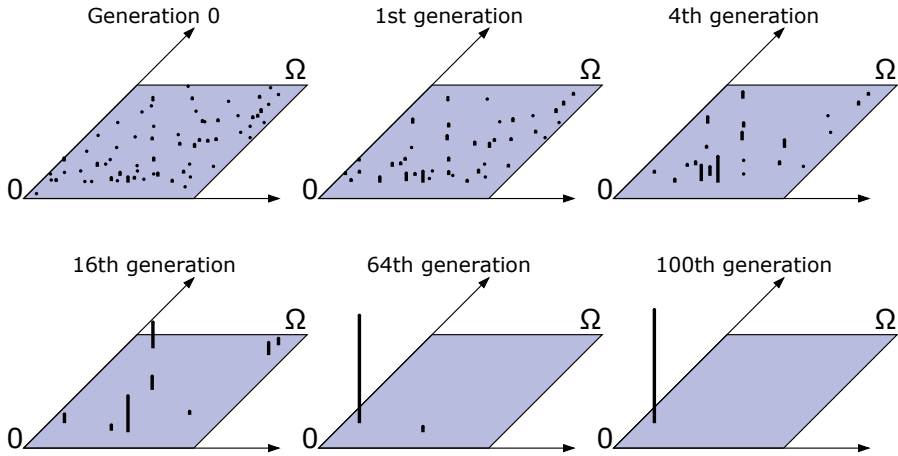 Generation 0
1st generation
4th generation
Ω
Ω
Ω
0
0
0
16th generation
64th generation
100th generation
Ω
Ω
Ω
0
0
0